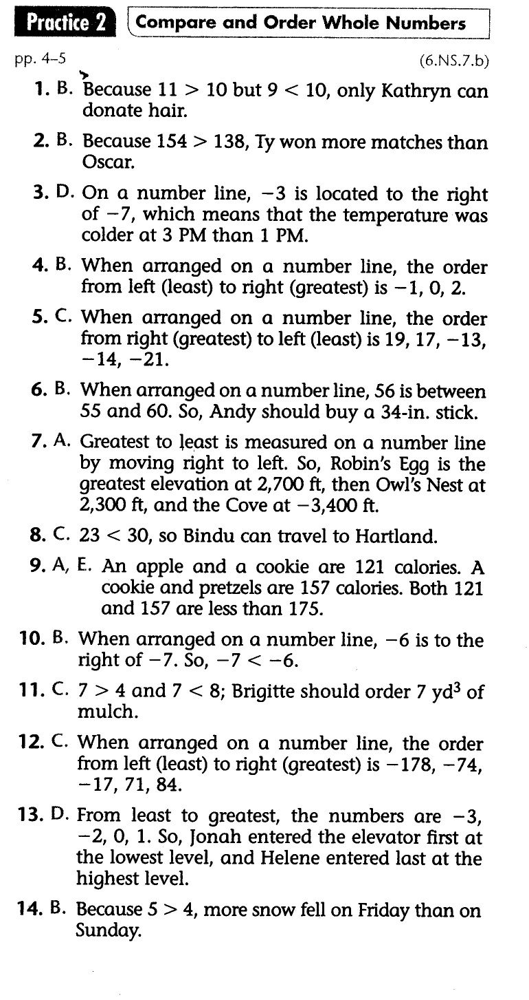 Practice 2 Compare and Order Whole Numbers
pp. 4–5 (6.NS.7.b)
1. B. Because 11 > 10 but 9 < 10, only Kathryn can
donate hair.
2. B. Because 154 > 138, Ty won more matches than
Oscar.
3. D. On a number line, −3 is located to the right
of −7, which means that the temperature was
colder at 3 PM than 1 PM.
4. B. When arranged on a number line, the order
from left (least) to right (greatest) is −1, 0, 2.
5. C. When arranged on a number line, the order
from right (greatest) to left (least) is 19, 17, −13,
−14, −21.
6. B. When arranged on a number line, 56 is between
55 and 60. So, Andy should buy a 34-in. stick.
7. A. Greatest to least is measured on a number line
by moving right to left. So, Robin's Egg is the
greatest elevation at 2,700 ft, then Owl's Nest at
2,300 ft, and the Cove at −3,400 ft.
8. C. 23 < 30, so Bindu can travel to Hartland.
9. A, E. An apple and a cookie are 121 calories. A
cookie and pretzels are 157 calories. Both 121
and 157 are less than 175.
10. B. When arranged on a number line, −6 is to the
right of −7. So, −7 < −6.
11. C. 7 > 4 and 7 < 8; Brigitte should order 7 yd³ of
mulch.
12. C. When arranged on a number line, the order
from left (least) to right (greatest) is −178, −74,
−17, 71, 84.
13. D. From least to greatest, the numbers are −3,
−2, 0, 1. So, Jonah entered the elevator first at
the lowest level, and Helene entered last at the
highest level.
14. B. Because 5 > 4, more snow fell on Friday than on
Sunday.